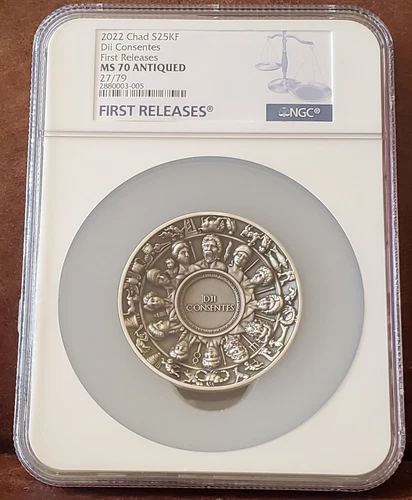 2022 Chad S25KF
Dii Consentes
First Releases
MS 70 ANTIQUED
27/79
2880003-005
FIRST RELEASES®
NGC®
DII
CONSENTES